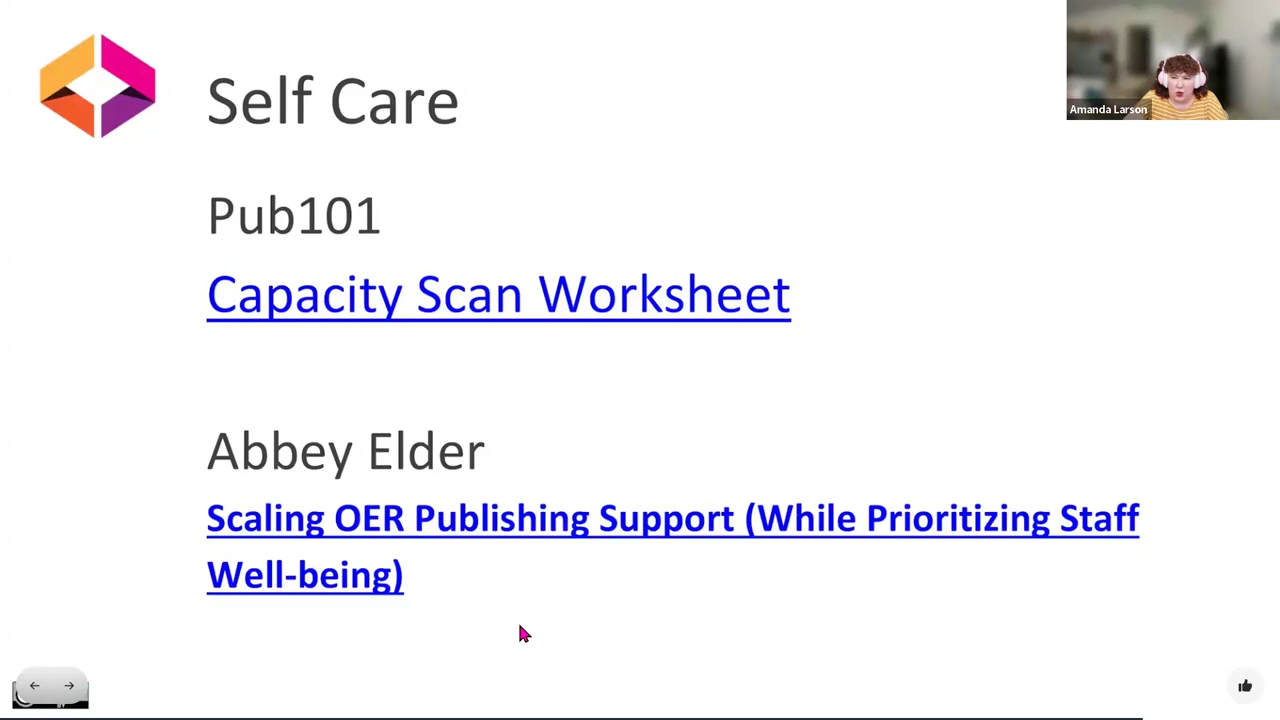 Self Care
Amanda Larson
Pub101
Capacity Scan Worksheet
Abbey Elder
Scaling OER Publishing Support (While Prioritizing Staff
Well-being)